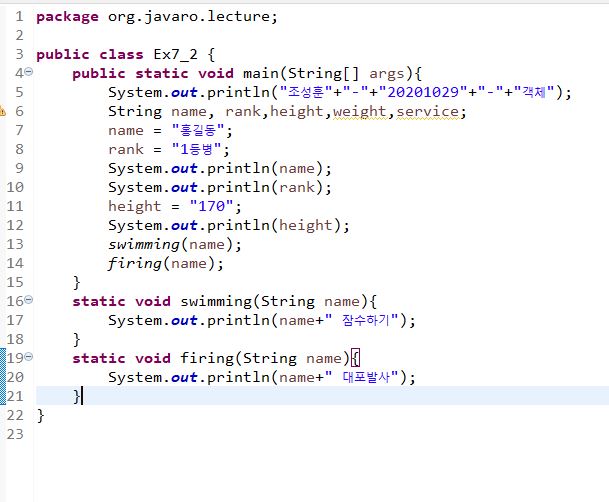 1 package org.javaro.lecture;
2
3 public class Ex7_2 {
4 public static void main(String[] args){
5 System.out.println("조성훈"+"-"+"20201029"+"-"+"객체");
6 String name, rank,height,weight,service;
7 name = "홍길동";
8 rank = "1등병";
9 System.out.println(name);
10 System.out.println(rank);
11 height = "170";
12 System.out.println(height);
13 swimming(name);
14 firing(name);
15 }
16 static void swimming(String name){
17 System.out.println(name+" 잠수하기");
18 }
19 static void firing(String name){
20 System.out.println(name+" 대포발사");
21 }
22 }
23